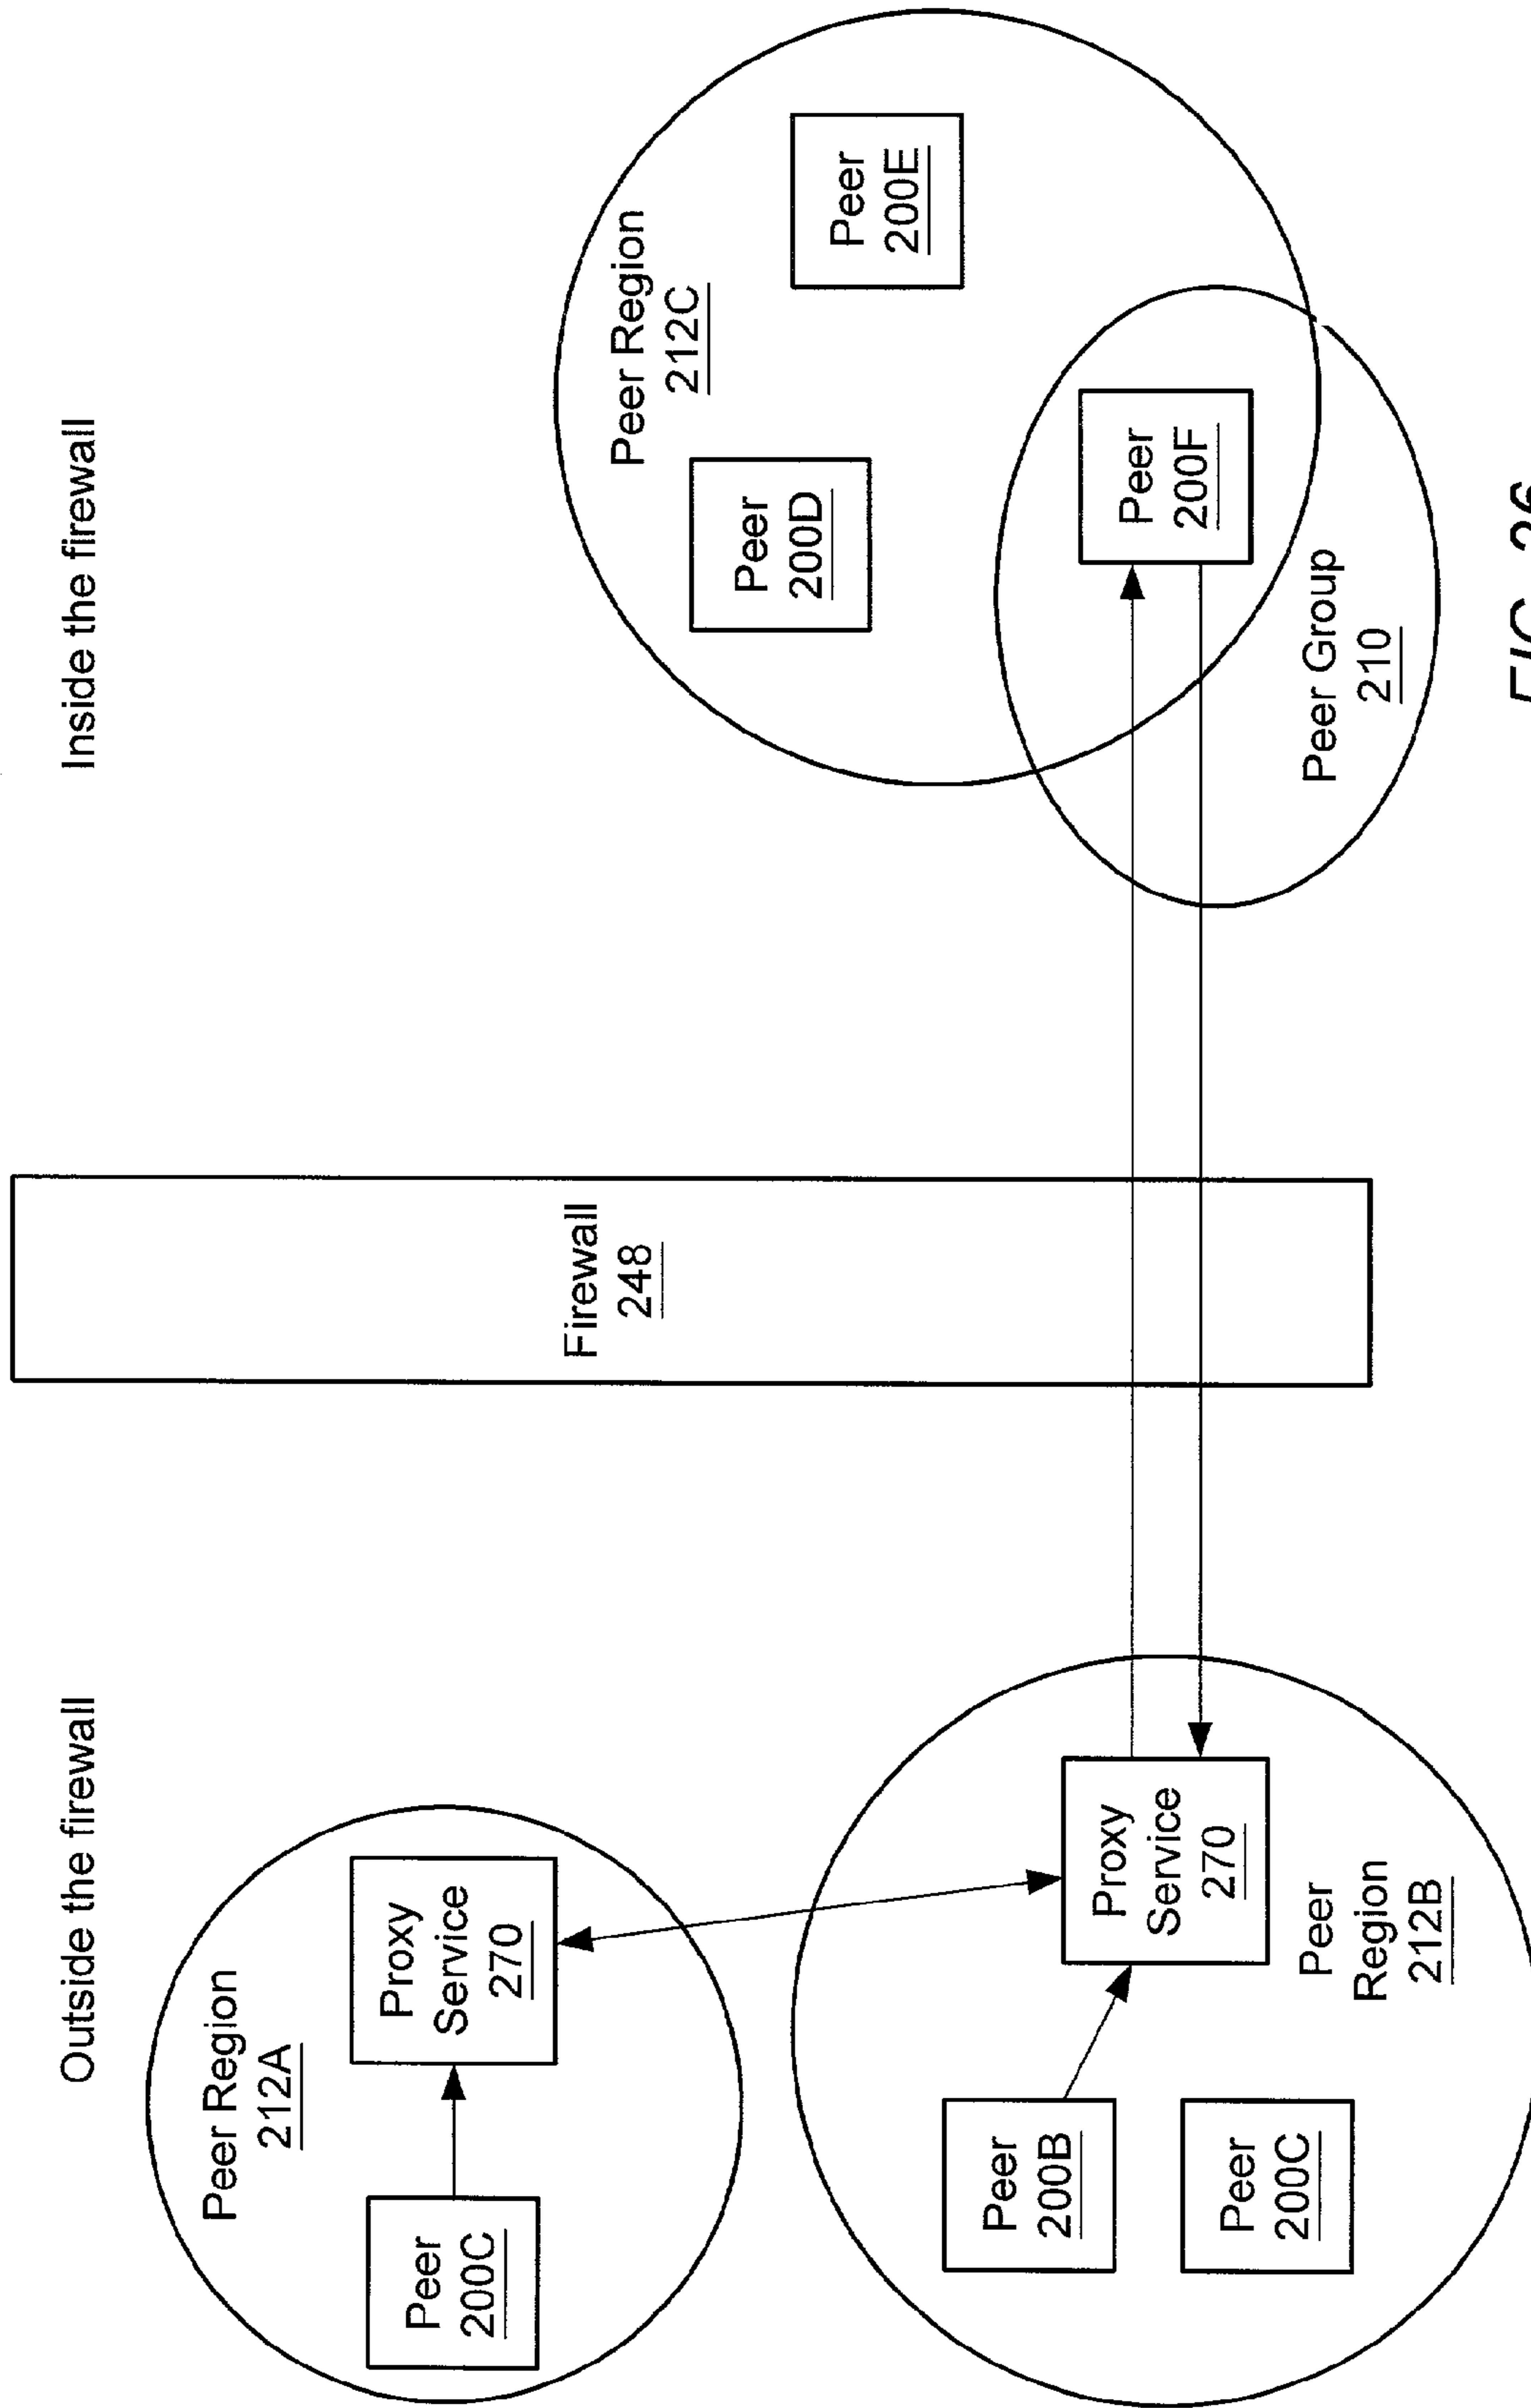 Outside the firewall
Inside the firewall
Peer Region
212A
Peer
200C
Proxy
Service
270
Firewall
248
Peer Region
212C
Peer
200D
Peer
200E
Peer
200B
Peer
200C
Proxy
Service
270
Peer
Region
212B
Peer
200F
Peer Group
210